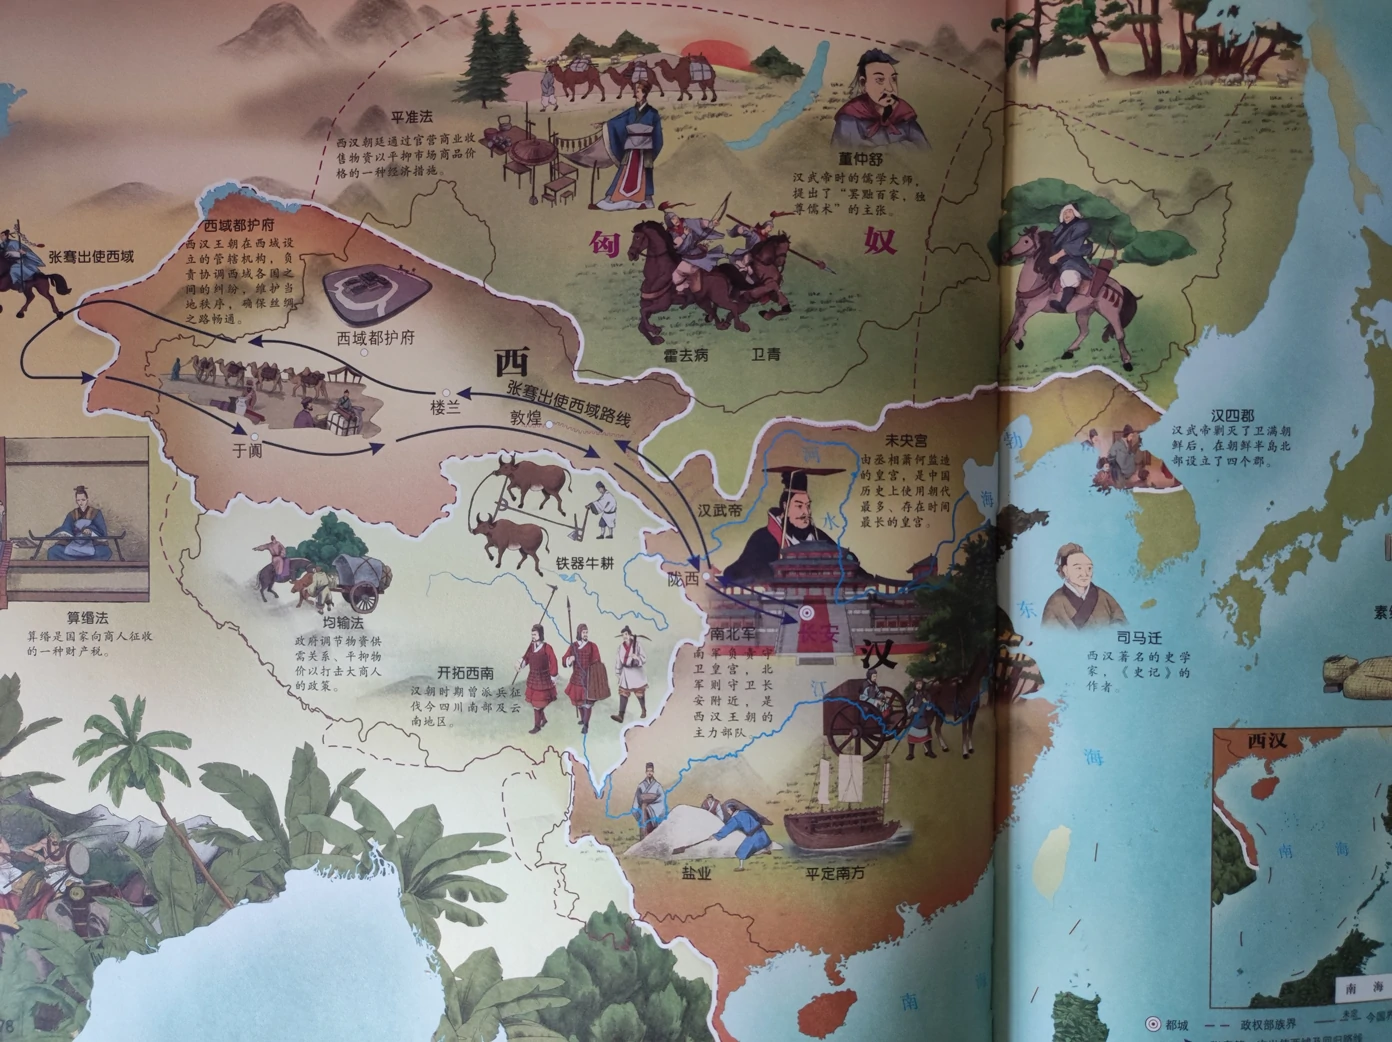 平准法
西汉朝廷通过官营商业收
售物资以平抑市场商品价
格的一种经济措施。
董仲舒
汉武帝时的儒学大师，
提出了“罢黜百家，独
尊儒术”的主张。
匈 奴
霍去病
卫青
张骞出使西域
西域都护府
西汉王朝在西域设
立的管辖机构，负
责协调西域各国之
间的纠纷，维护当
地秩序，确保丝绸
之路畅通。
西域都护府
西
张骞出使西域路线
楼兰
敦煌
于阗
汉四郡
汉武帝剿灭了卫满朝
鲜后，在朝鲜半岛北
部设立了四个郡。
未央宫
由丞相萧何监造
的皇宫，是中国
历史上使用朝代
最多、存在时间
最长的皇宫。
汉武帝
河
水
勃
海
铁器牛耕
陇西
长安
汉
算缗法
算缗是国家向商人征收
的一种财产税。
均输法
政府调节物资供
需关系、平抑物
价以打击大商人
的政策。
开拓西南
汉朝时期曾派兵征
伐今四川南部及云
南地区。
南北军
南军负责守
卫皇宫，北
军则守卫长
安附近，是
西汉王朝的
主力部队。
江
东
海
司马迁
西汉著名的史学
家，《史记》的
作者。
盐业
平定南方
南 海
西汉
南 海
南 海
都城
政权部族界
78